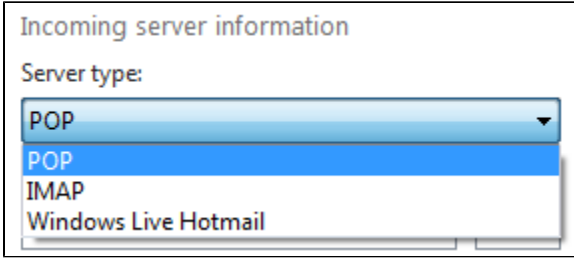 Incoming server information
Server type:
POP
POP
IMAP
Windows Live Hotmail